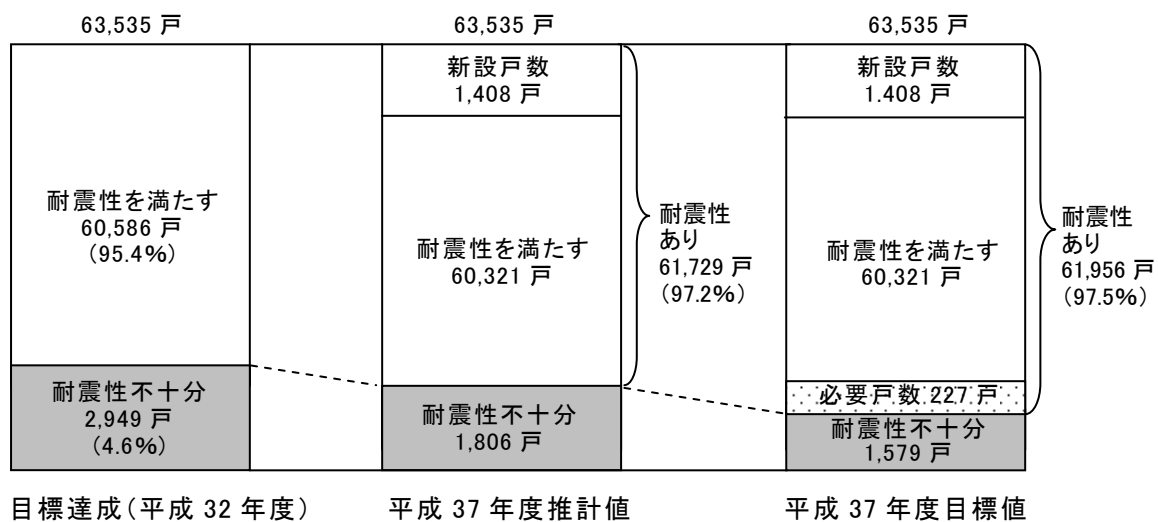 63,535 戸
63,535 戸
63,535 戸
耐震性を満たす
60,586 戸
(95.4%)
耐震性不十分
2,949 戸
(4.6%)
新設戸数
1,408 戸
耐震性を満たす
60,321 戸
耐震性不十分
1,806 戸
耐震性
あり
61,729 戸
(97.2%)
新設戸数
1.408 戸
耐震性を満たす
60,321 戸
必要戸数 227 戸
耐震性不十分
1,579 戸
耐震性
あり
61,956 戸
(97.5%)
目標達成(平成 32 年度)
平成 37 年度推計値
平成 37 年度目標値